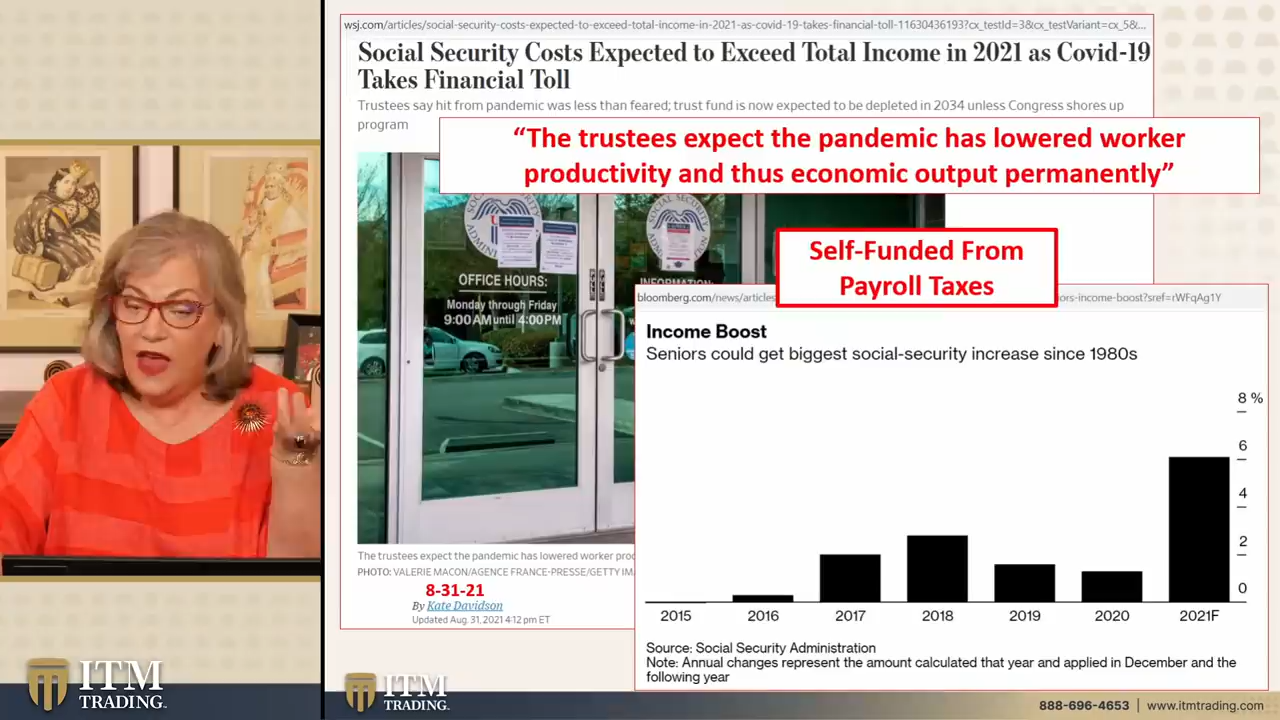 wsj.com/articles/social-security-costs-expected-to-exceed-total-income-in-2021-as-covid-19-takes-financial-toll-11630436193?cx_testId=3&cx_testVariant=cx_5&...
Social Security Costs Expected to Exceed Total Income in 2021 as Covid-19
Takes Financial Toll
Trustees say hit from pandemic was less than feared; trust fund is now expected to be depleted in 2034 unless Congress shores up
program
“The trustees expect the pandemic has lowered worker
productivity and thus economic output permanently”
SOCIAL SECURITY
OFFICE HOURS:
Monday through Friday
9:00 AM until 4:00 PM
INFORMATION:
Self-Funded From
Payroll Taxes
bloomberg.com/news/articles
ors-income-boost?sref=rWFqAg1Y
Income Boost
Seniors could get biggest social-security increase since 1980s
8 %
6
4
2
0
2015 2016 2017 2018 2019 2020 2021F
Source: Social Security Administration
Note: Annual changes represent the amount calculated that year and applied in December and the
following year
The trustees expect the pandemic has lowered worker
PHOTO: VALERIE MACON/AGENCE FRANCE-PRESSE/GETTY
8-31-21
By Kate Davidson
Updated Aug. 31, 2021 4:12 pm ET
ITM
TRADING
ITM
TRADING
888-696-4653 | www.itmtrading.com